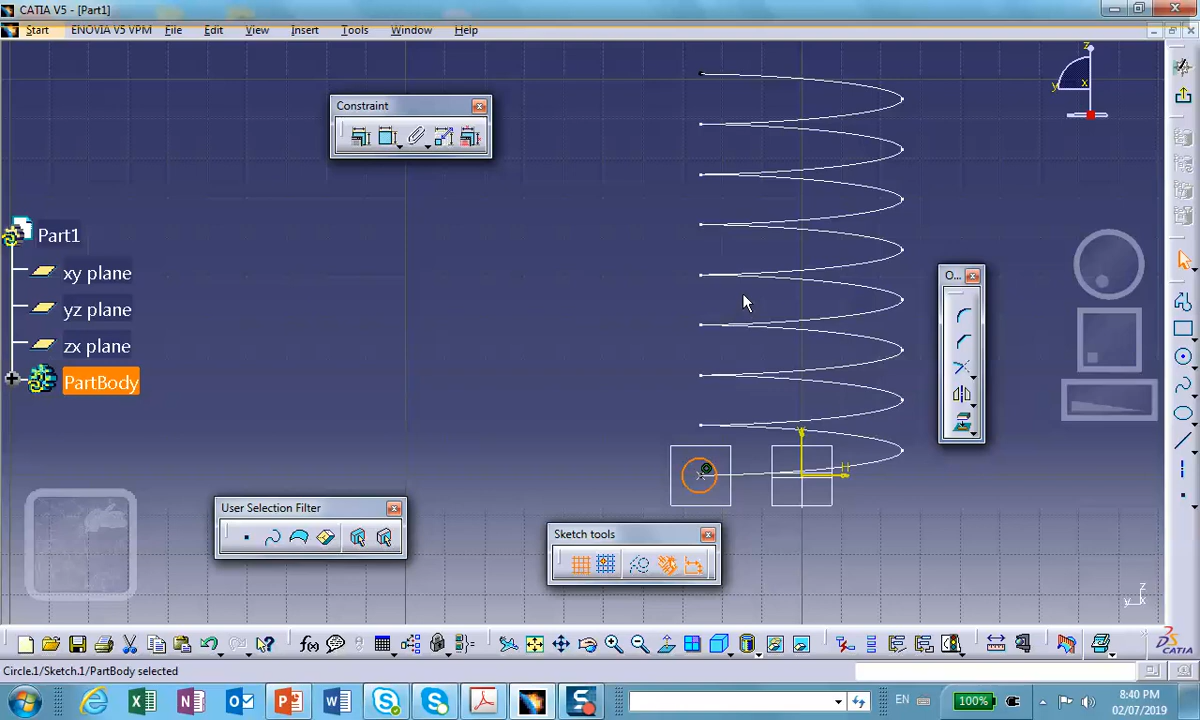 CATIA V5 - [Part1]
Start ENOVIA V5 VPM File Edit View Insert Tools Window Help
z
y x
Constraint
Part1
xy plane
yz plane
zx plane
PartBody
O...
V
H
User Selection Filter
Sketch tools
z
y x
f(x)
CATIA
Circle.1/Sketch.1/PartBody selected
EN 100% 8:40 PM
02/07/2019